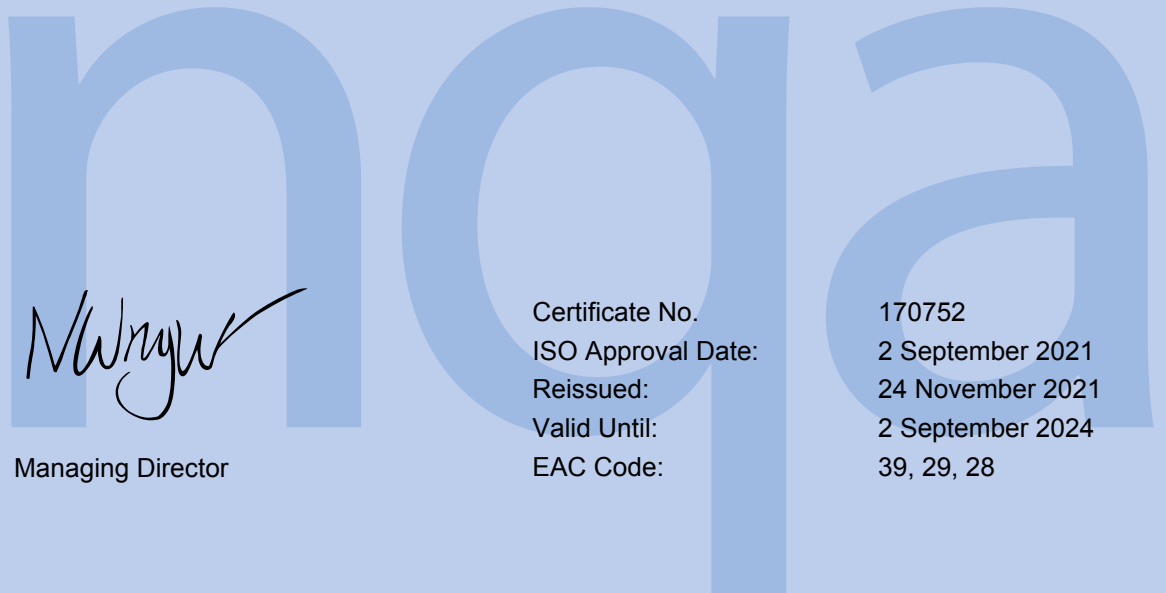 nqa
Certificate No. 170752
ISO Approval Date: 2 September 2021
Reissued: 24 November 2021
Valid Until: 2 September 2024
Managing Director EAC Code: 39, 29, 28